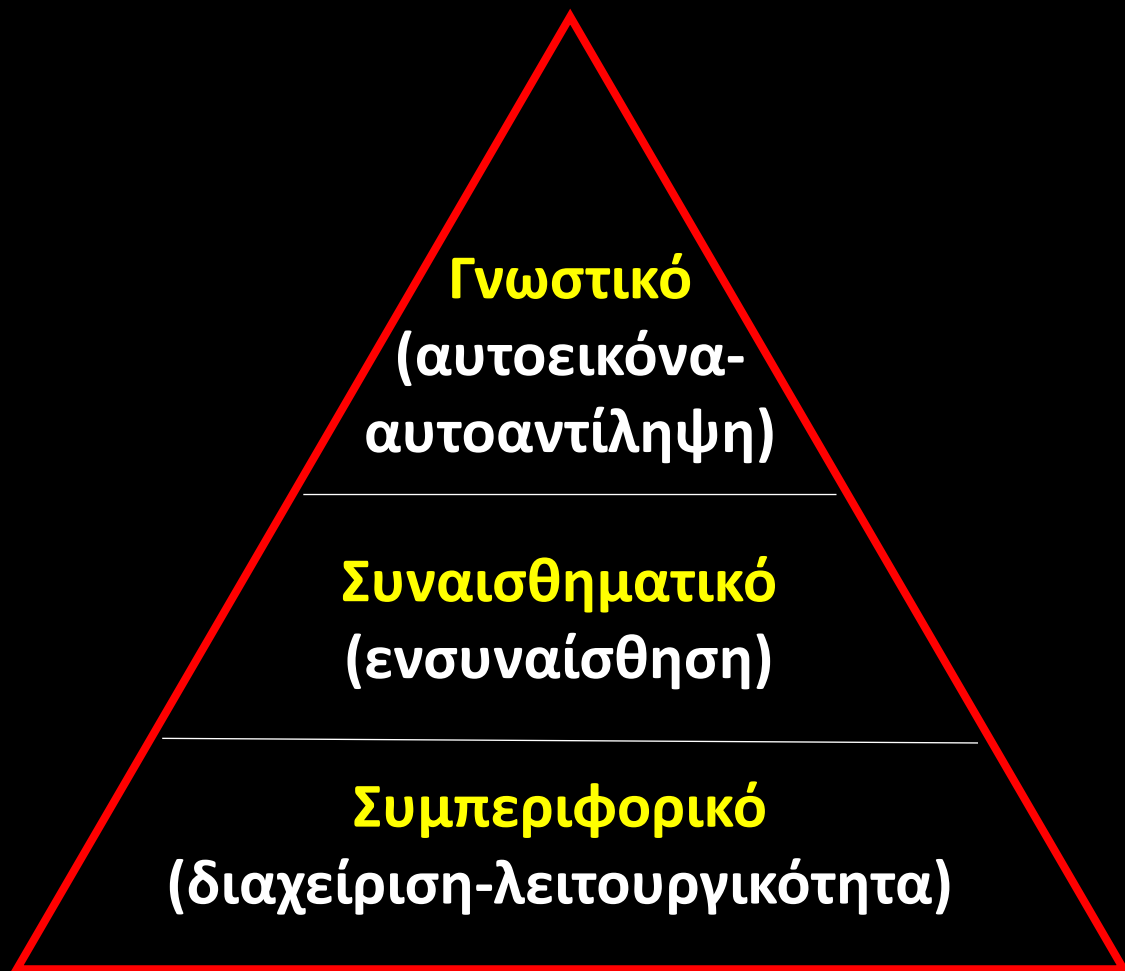 Γνωστικό
(αυτοεικόνα-
αυτοαντίληψη)
Συναισθηματικό
(ενσυναίσθηση)
Συμπεριφορικό
(διαχείριση-λειτουργικότητα)